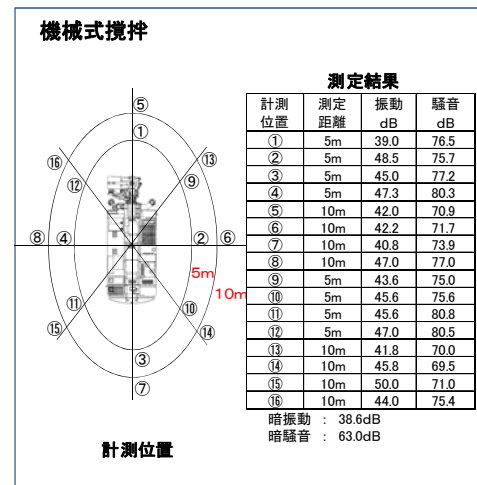 機械式撹拌
⑤
①
⑯
⑬
⑫
⑨
⑧
④
②
⑥
5m
10m
⑪
⑩
⑮
⑭
③
⑦
計測位置
測定結果
計測 測定 振動 騒音
位置 距離 dB dB
① 5m 39.0 76.5
② 5m 48.5 75.7
③ 5m 45.0 77.2
④ 5m 47.3 80.3
⑤ 10m 42.0 70.9
⑥ 10m 42.2 71.7
⑦ 10m 40.8 73.9
⑧ 10m 47.0 77.0
⑨ 5m 43.6 75.0
⑩ 5m 45.6 75.6
⑪ 5m 45.6 80.8
⑫ 5m 47.0 80.5
⑬ 10m 41.8 70.0
⑭ 10m 45.8 69.5
⑮ 10m 50.0 71.0
⑯ 10m 44.0 75.4
暗振動 : 38.6dB
暗騒音 : 63.0dB